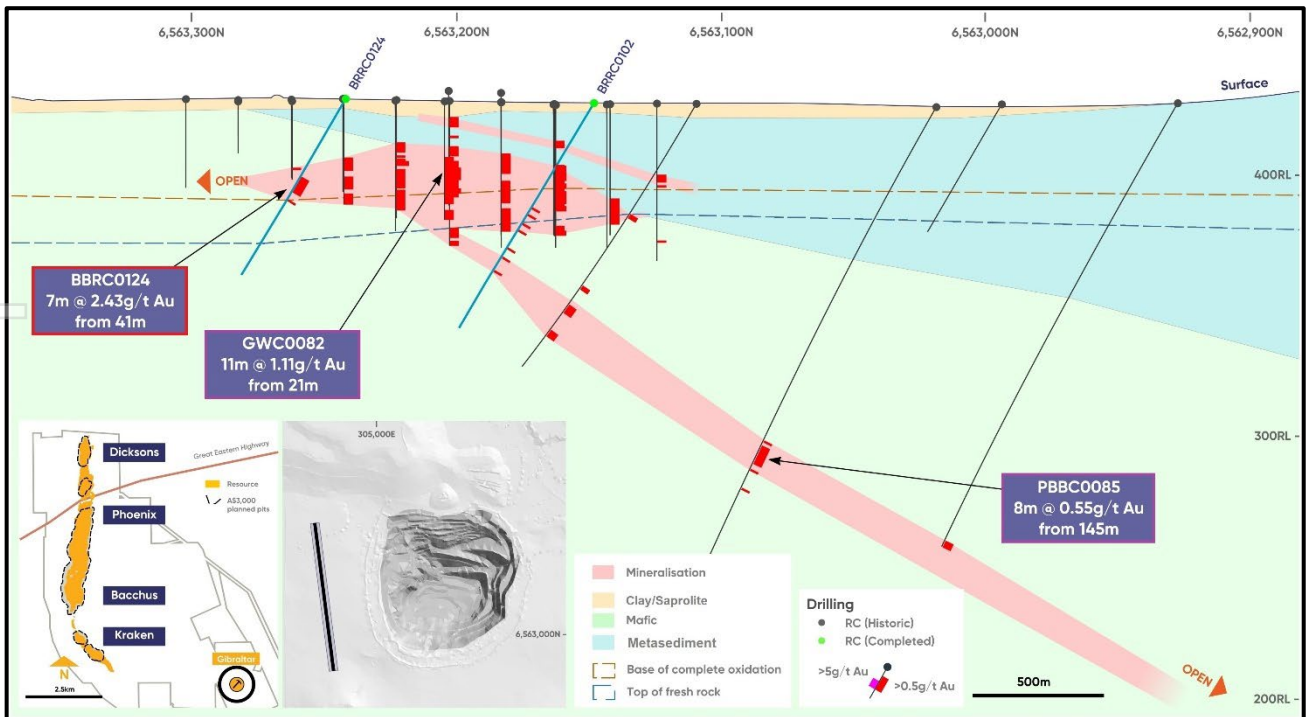 6,563,300N
6,563,200N
6,563,100N
6,563,000N
6,562,900N
BRRC0124
BRRC0102
Surface
400RL
OPEN
BBRC0124
7m @ 2.43g/t Au
from 41m
GWC0082
11m @ 1.11g/t Au
from 21m
300RL
PBBC0085
8m @ 0.55g/t Au
from 145m
Dicksons
Great Eastern Highway
Resource
A$3,000
planned pits
Phoenix
Bacchus
Kraken
N
2.5km
Gibraltar
305,000E
6,563,000N
Mineralisation
Clay/Saprolite
Mafic
Metasediment
Base of complete oxidation
Top of fresh rock
Drilling
RC (Historic)
RC (Completed)
>5g/t Au
>0.5g/t Au
500m
OPEN
200RL